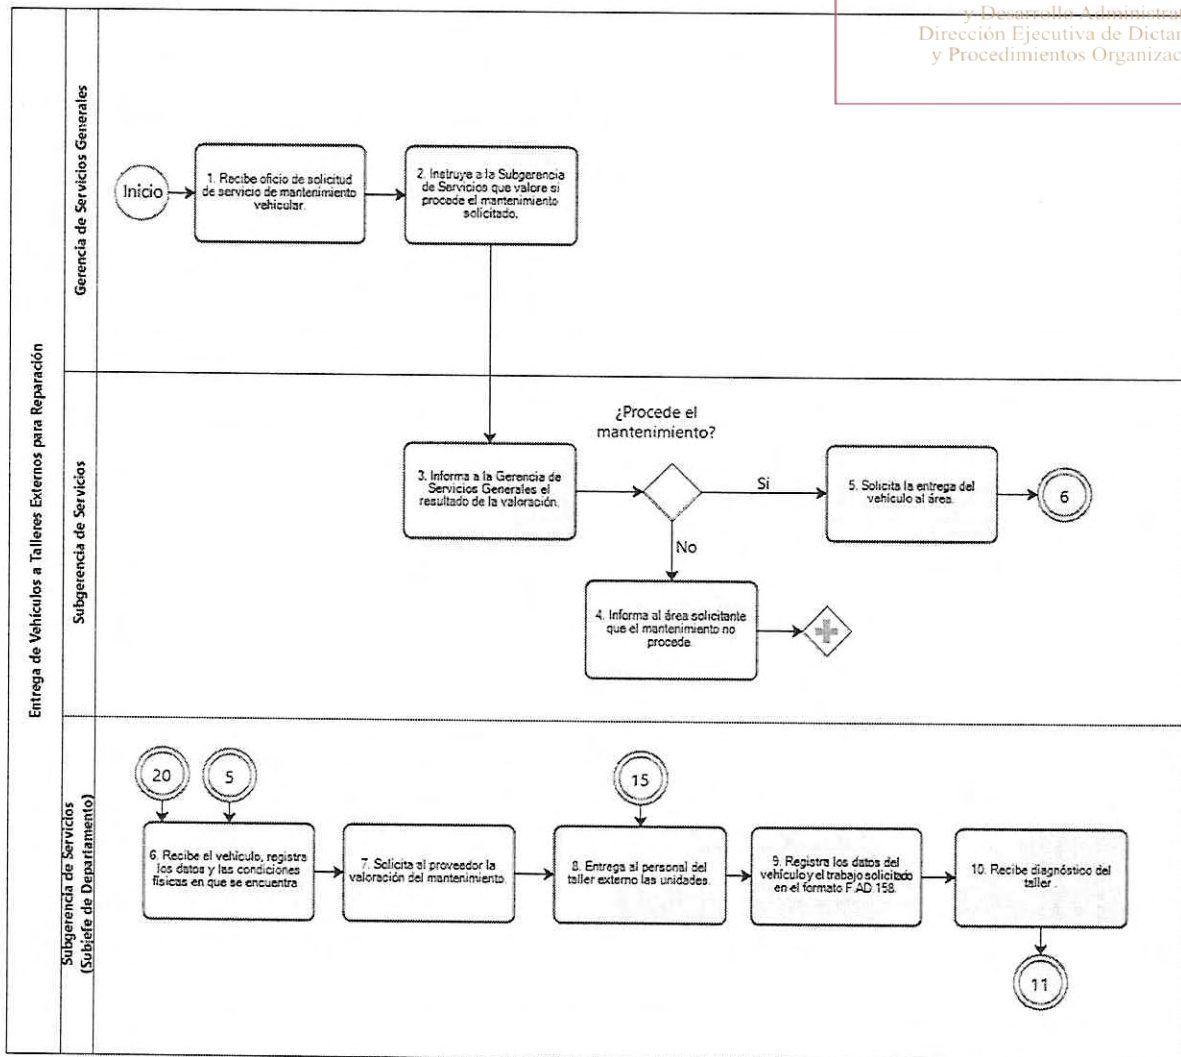 y Desarrollo Administrat
Dirección Ejecutiva de Dictam
y Procedimientos Organizac
Entrega de Vehículos a Talleres Externos para Reparación
Gerencia de Servicios Generales
Inicio
1. Recibe oficio de solicitud
de servicio de mantenimiento
vehicular.
2. Instruye a la Subgerencia
de Servicios que valore si
procede el mantenimiento
solicitado.
Subgerencia de Servicios
¿Procede el
mantenimiento?
3. Informa a la Gerencia de
Servicios Generales el
resultado de la valoración.
Si
5. Solicita la entrega del
vehículo al área.
6
No
4. Informa al área solicitante
que el mantenimiento no
procede.
Subgerencia de Servicios
(Subjefe de Departamento)
20
5
15
6. Recibe el vehículo, registra
los datos y las condiciones
físicas en que se encuentra
7. Solicita al proveedor la
valoración del mantenimiento.
8. Entrega al personal del
taller externo las unidades.
9. Registra los datos del
vehículo y el trabajo solicitado
en el formato F.AD.158.
10. Recibe diagnóstico del
taller .
11